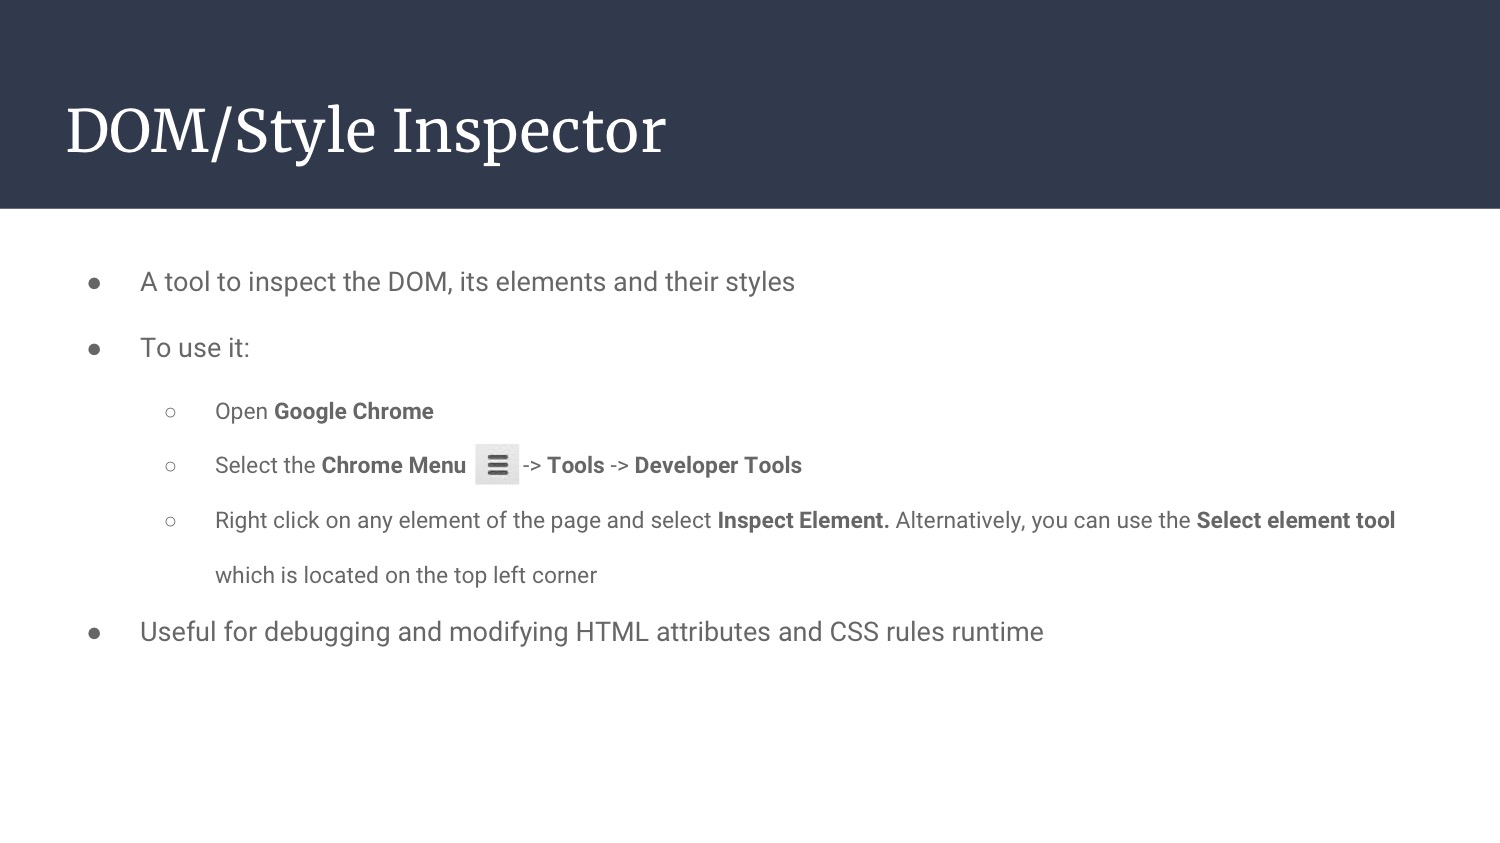 DOM/Style Inspector
● A tool to inspect the DOM, its elements and their styles
● To use it:
○ Open Google Chrome
○ Select the Chrome Menu -> Tools -> Developer Tools
○ Right click on any element of the page and select Inspect Element. Alternatively, you can use the Select element tool
which is located on the top left corner
● Useful for debugging and modifying HTML attributes and CSS rules runtime